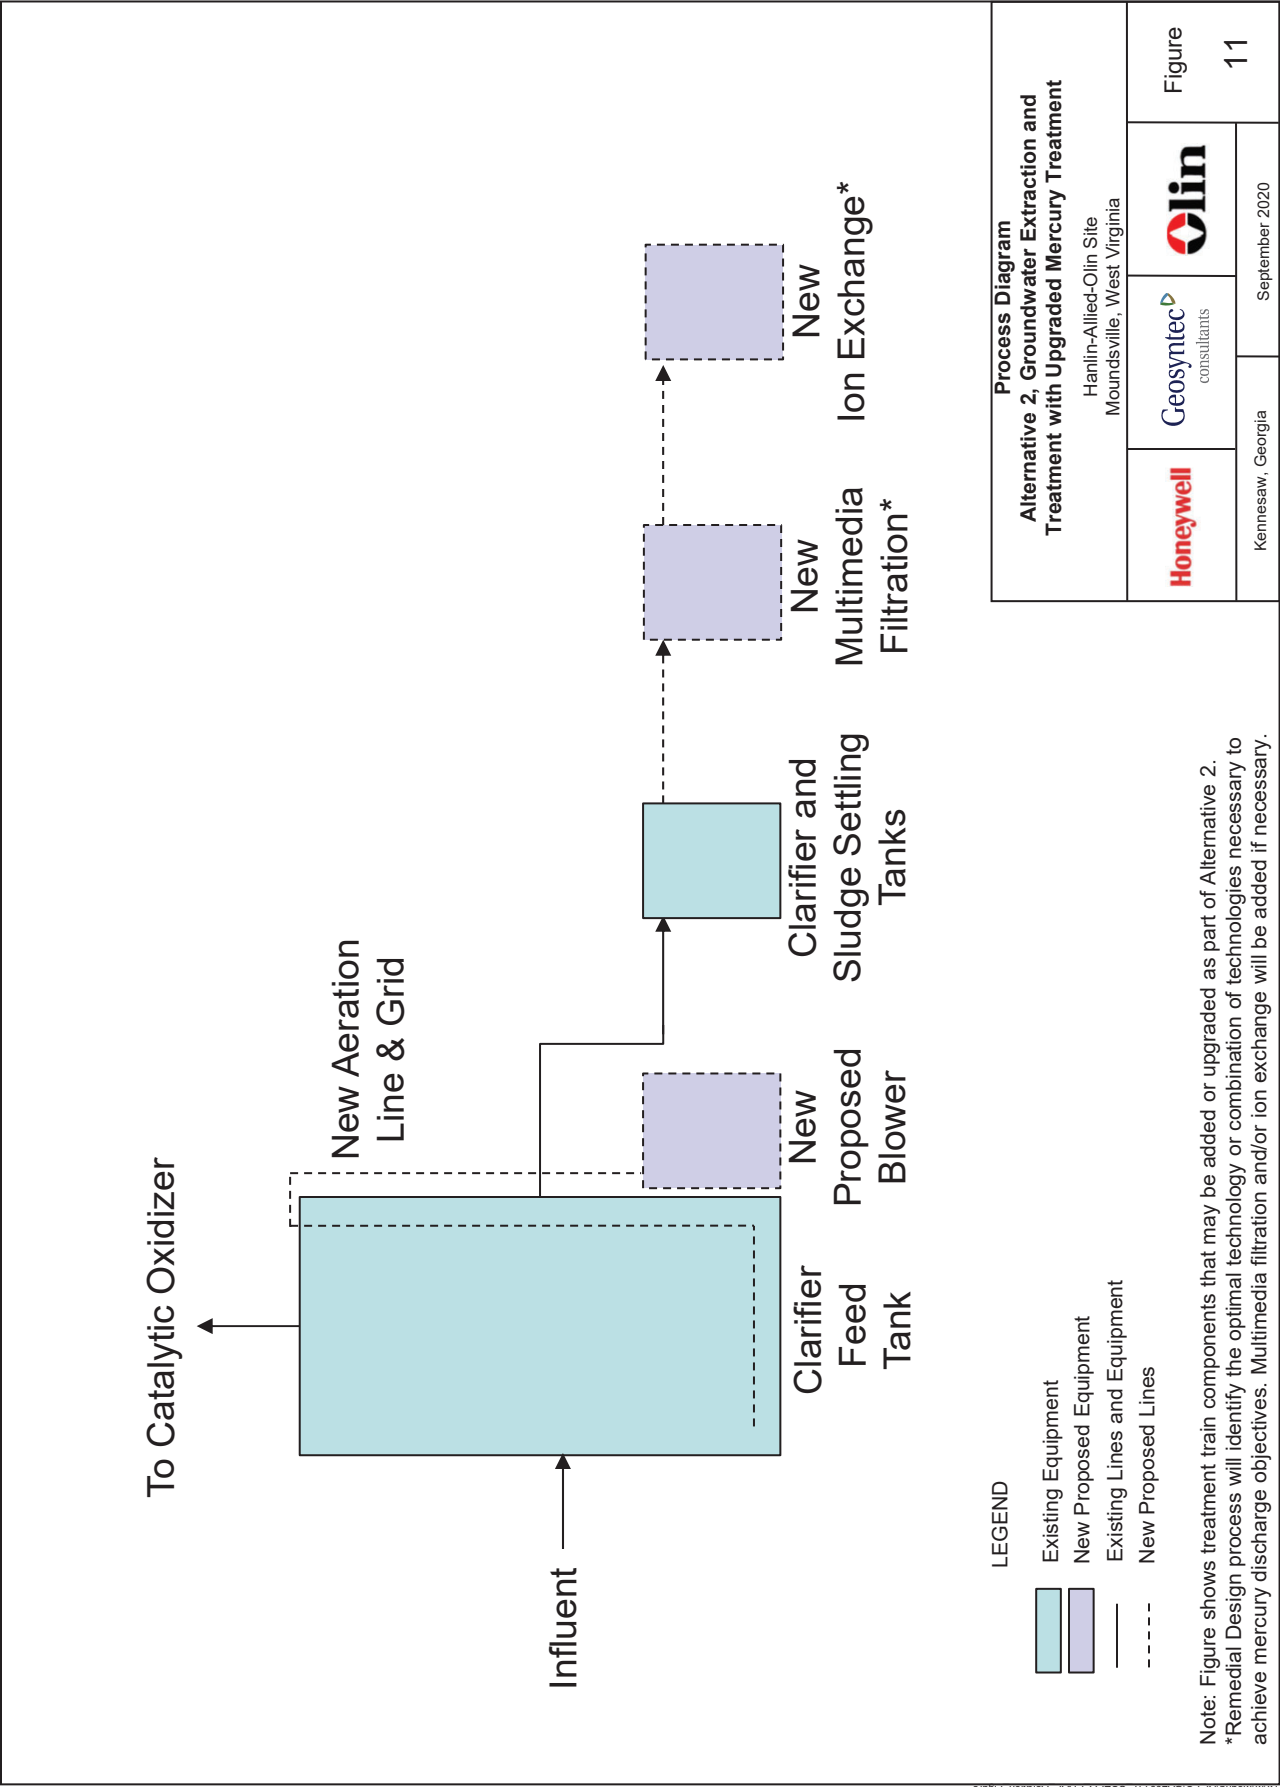 To Catalytic Oxidizer
New Aeration
Line & Grid
Influent
Clarifier
Feed
Tank
New
Proposed
Blower
Clarifier and
Sludge Settling
Tanks
New
Multimedia
Filtration*
New
Ion Exchange*
LEGEND
Existing Equipment
New Proposed Equipment
Existing Lines and Equipment
New Proposed Lines
Note: Figure shows treatment train components that may be added or upgraded as part of Alternative 2.
*Remedial Design process will identify the optimal technology or combination of technologies necessary to
achieve mercury discharge objectives. Multimedia filtration and/or ion exchange will be added if necessary.
Process Diagram
Alternative 2, Groundwater Extraction and
Treatment with Upgraded Mercury Treatment
Hanlin-Allied-Olin Site
Moundsville, West Virginia
Honeywell
Geosyntec
consultants
Olin
Figure
11
Kennesaw, Georgia
September 2020